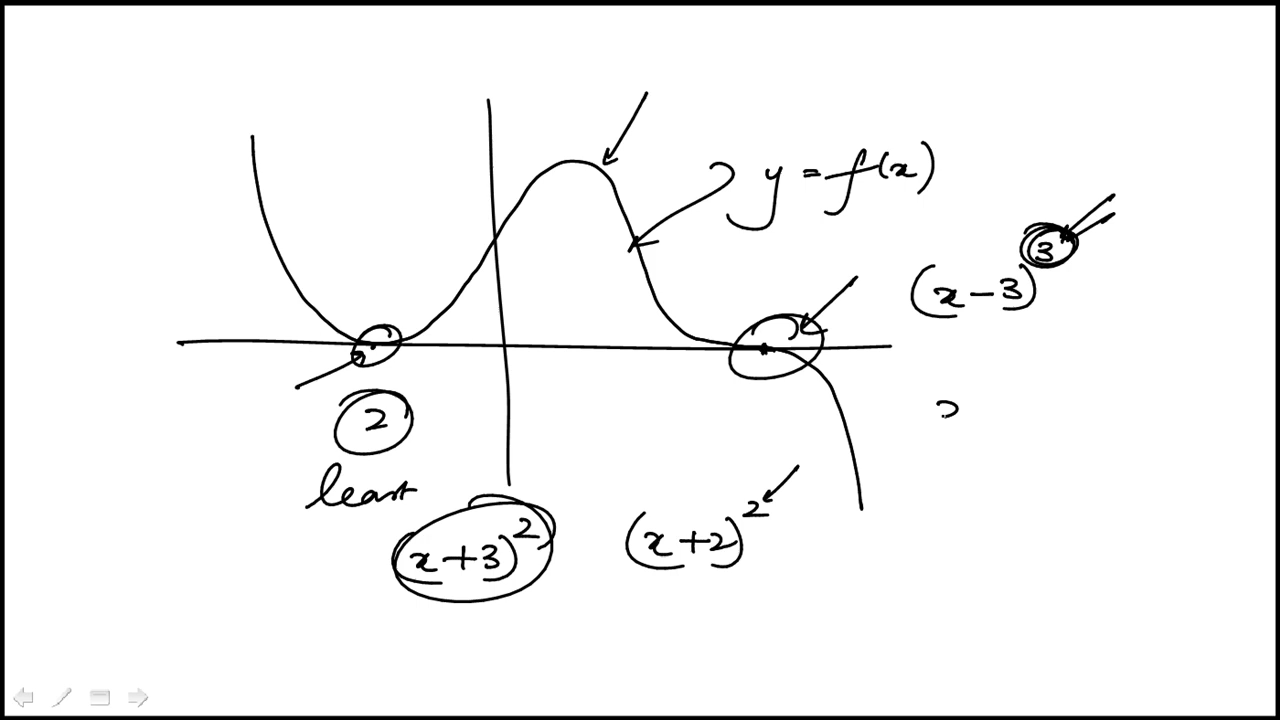 y = f(x)
(x-3)³
2
least
(x+3)²
(x+2)²